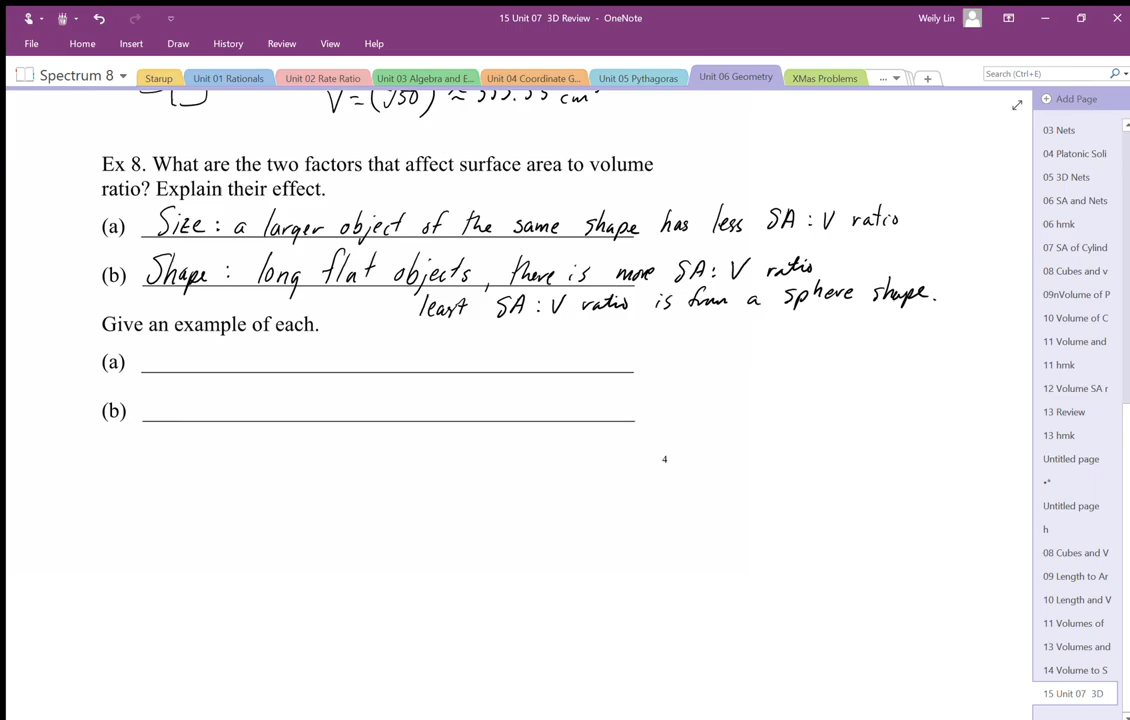 15 Unit 07 3D Review - OneNote
Weily Lin
File Home Insert Draw History Review View Help
Spectrum 8
Starup
Unit 01 Rationals
Unit 02 Rate Ratio
Unit 03 Algebra and E...
Unit 04 Coordinate G...
Unit 05 Pythagoras
Unit 06 Geometry
XMas Problems
...
Search (Ctrl+E)
Add Page
03 Nets
04 Platonic Soli
05 3D Nets
06 SA and Nets
06 hmk
07 SA of Cylind
08 Cubes and v
09nVolume of P
10 Volume of C
11 Volume and
11 hmk
12 Volume SA r
13 Review
13 hmk
Untitled page
•*
Untitled page
h
08 Cubes and V
09 Length to Ar
10 Length and V
11 Volumes of
13 Volumes and
14 Volume to S
15 Unit 07 3D
Ex 8. What are the two factors that affect surface area to volume
ratio? Explain their effect.
(a) Size : a larger object of the same shape has less SA : V ratio
(b) Shape : long flat objects, there is more SA : V ratio
least SA : V ratio is from a sphere shape.
Give an example of each.
(a)
(b)
4